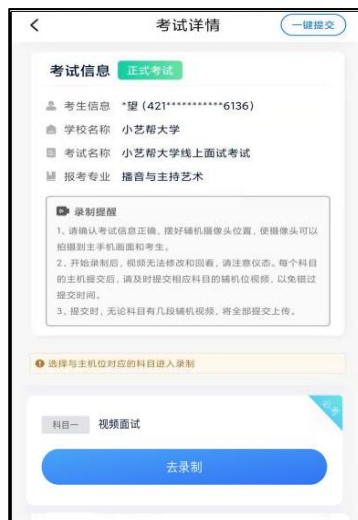 考试详情
一键提交
考试信息 正式考试
考生信息 *望 (421***********6136)
学校名称 小艺帮大学
考试名称 小艺帮大学线上面试考试
报考专业 播音与主持艺术
录制提醒
1、请确认考试信息正确，摆好辅机摄像头位置，使摄像头可以
拍摄到主手机画面和考生。
2、开始录制后，视频无法修改和回看，请注意仪态。每个科目
的主机提交后，请及时提交相应科目的辅机位视频，以免错过
提交时间。
3、提交时，无论科目有几段辅机视频，将全部提交上传。
选择与主机位对应的科目进入录制
必考
科目一 视频面试
去录制